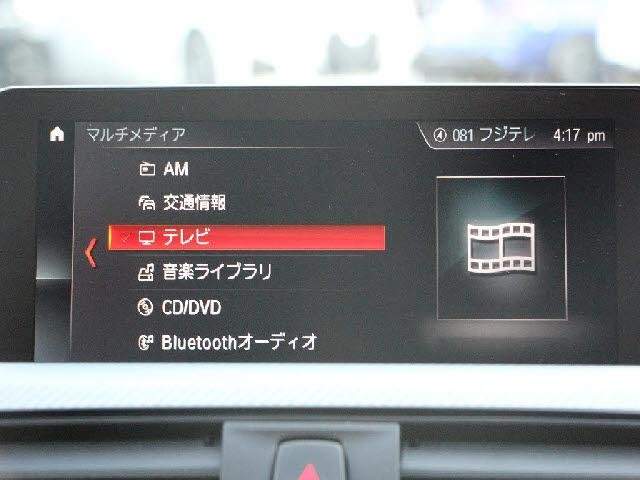 マルチメディア ④ 081 フジテレ 4:17 pm
AM
交通情報
テレビ
音楽ライブラリ
CD/DVD
Bluetoothオーディオ